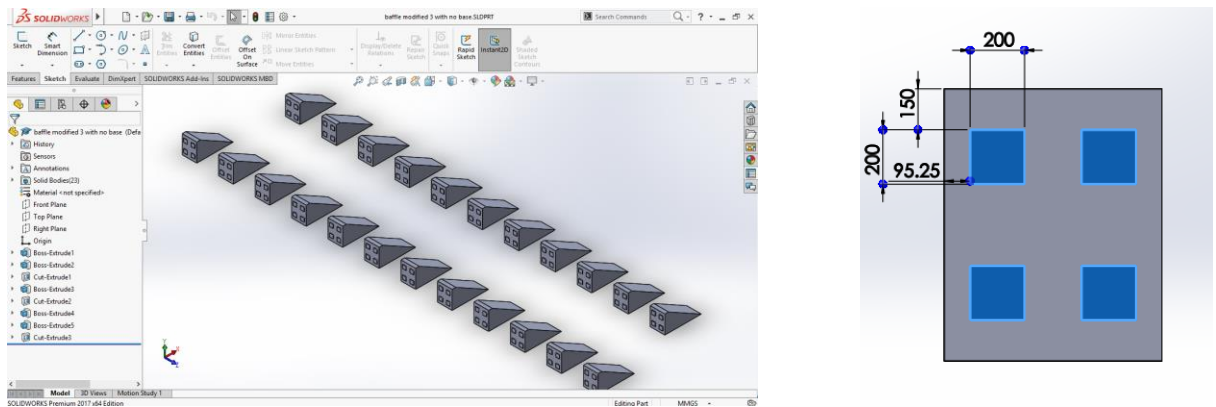 SOLIDWORKS
baffle modified 3 with no base.SLDPRT
Search Commands
Sketch
Smart Dimension
Trim Entities
Convert Entities
Offset Entities
Offset On Surface
Mirror Entities
Linear Sketch Pattern
Move Entities
Display/Delete Relations
Repair Sketch
Quick Snaps
Rapid Sketch
Instant2D
Shaded Sketch Contours
Features
Sketch
Evaluate
DimXpert
SOLIDWORKS Add-Ins
SOLIDWORKS MBD
baffle modified 3 with no base (Defa
History
Sensors
Annotations
Solid Bodies(23)
Material <not specified>
Front Plane
Top Plane
Right Plane
Origin
Boss-Extrude1
Boss-Extrude2
Cut-Extrude1
Boss-Extrude3
Cut-Extrude2
Boss-Extrude4
Boss-Extrude5
Cut-Extrude3
Model
3D Views
Motion Study 1
SOLIDWORKS Premium 2017 x64 Edition
Editing Part
MMGS
200
150
200
95.25